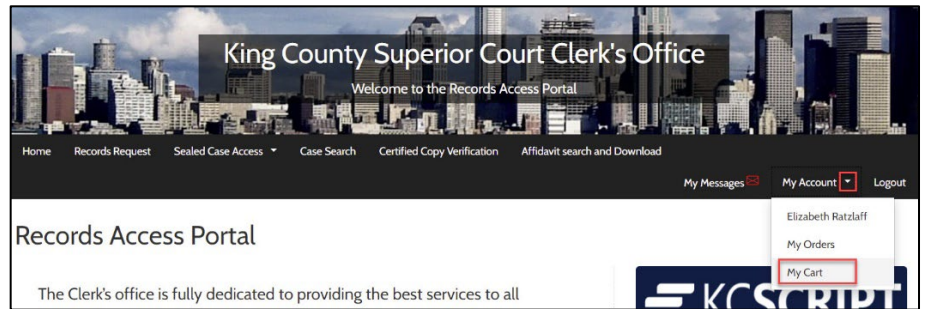 King County Superior Court Clerk's Office
Welcome to the Records Access Portal
Home Records Request Sealed Case Access Case Search Certified Copy Verification Affidavit search and Download
My Messages My Account Logout
Elizabeth Ratzlaff
My Orders
My Cart
Records Access Portal
The Clerk's office is fully dedicated to providing the best services to all
KCSCRIPT